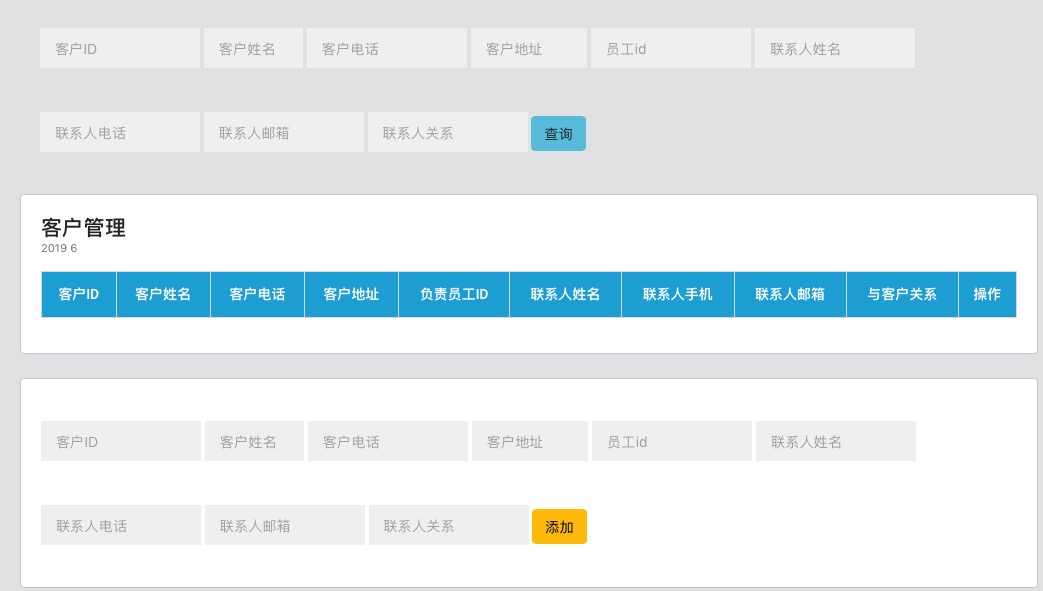 客户ID 客户姓名 客户电话 客户地址 员工id 联系人姓名
联系人电话 联系人邮箱 联系人关系 查询
客户管理
2019 6
客户ID 客户姓名 客户电话 客户地址 负责员工ID 联系人姓名 联系人手机 联系人邮箱 与客户关系 操作
客户ID 客户姓名 客户电话 客户地址 员工id 联系人姓名
联系人电话 联系人邮箱 联系人关系 添加